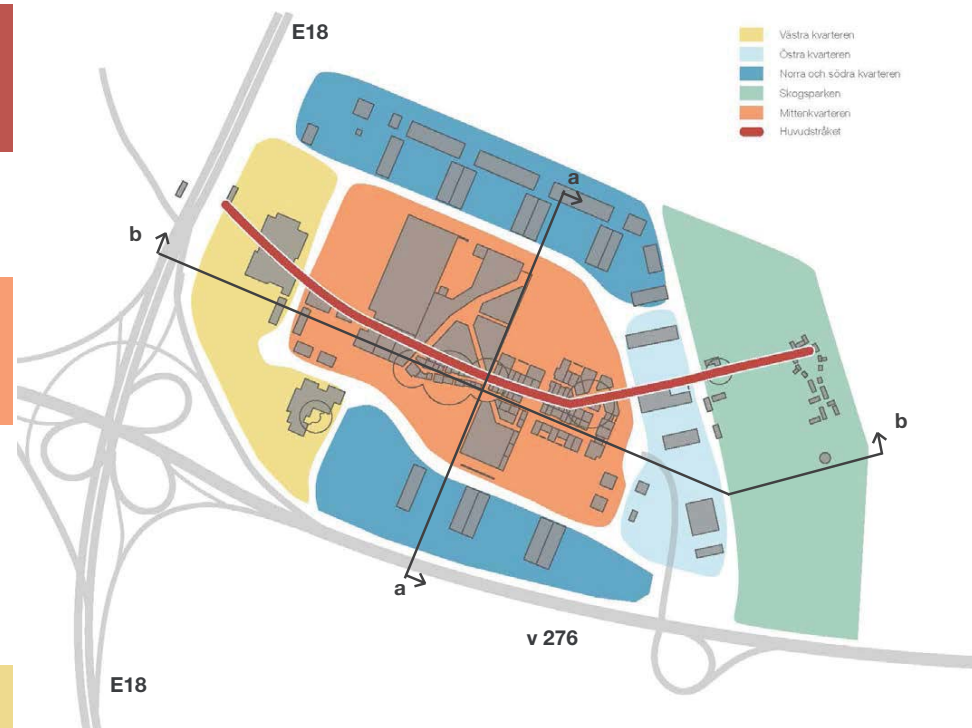 E18
Västra kvarteren
Östra kvarteren
Norra och södra kvarteren
Skogsparken
Mittenkvarteren
Huvudstråket
a
b
b
a
v 276
E18